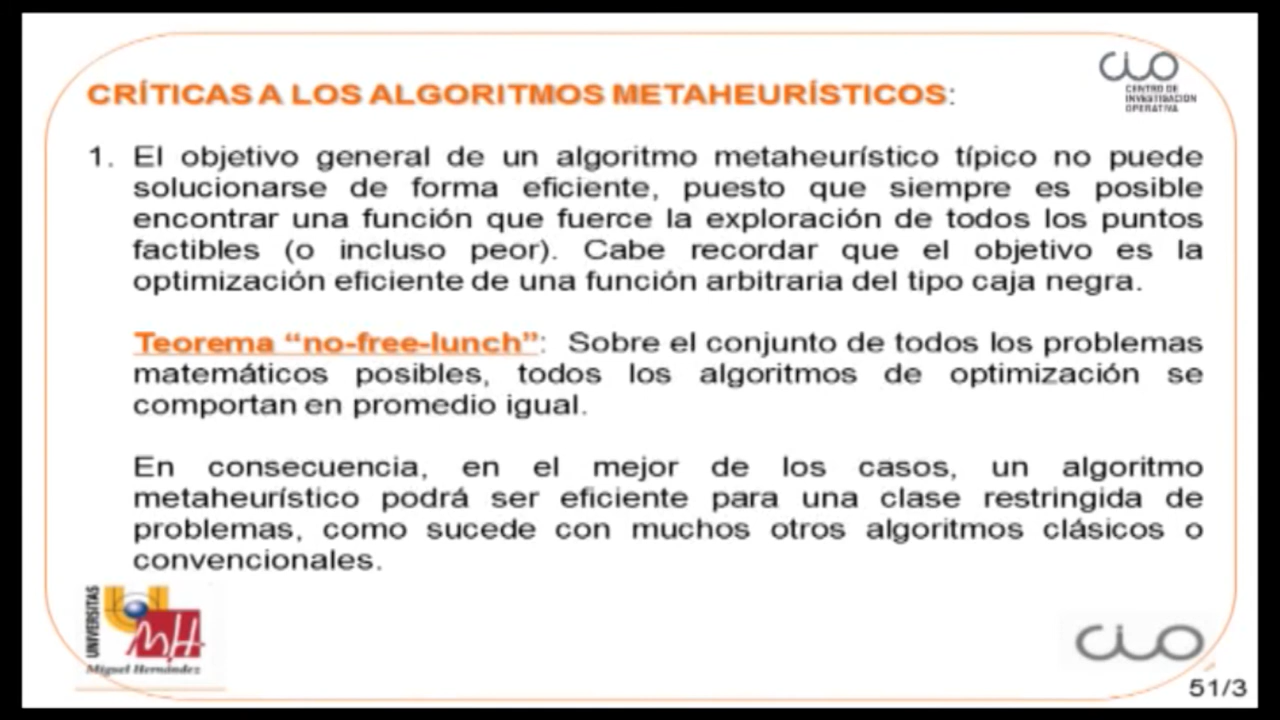 CRÍTICAS A LOS ALGORITMOS METAHEURÍSTICOS:
CIO
CENTRO DE
INVESTIGACIÓN
OPERATIVA
1. El objetivo general de un algoritmo metaheurístico típico no puede
solucionarse de forma eficiente, puesto que siempre es posible
encontrar una función que fuerce la exploración de todos los puntos
factibles (o incluso peor). Cabe recordar que el objetivo es la
optimización eficiente de una función arbitraria del tipo caja negra.
Teorema “no-free-lunch”: Sobre el conjunto de todos los problemas
matemáticos posibles, todos los algoritmos de optimización se
comportan en promedio igual.
En consecuencia, en el mejor de los casos, un algoritmo
metaheurístico podrá ser eficiente para una clase restringida de
problemas, como sucede con muchos otros algoritmos clásicos o
convencionales.
UNIVERSITAS
Miguel Hernández
CIO
51/3